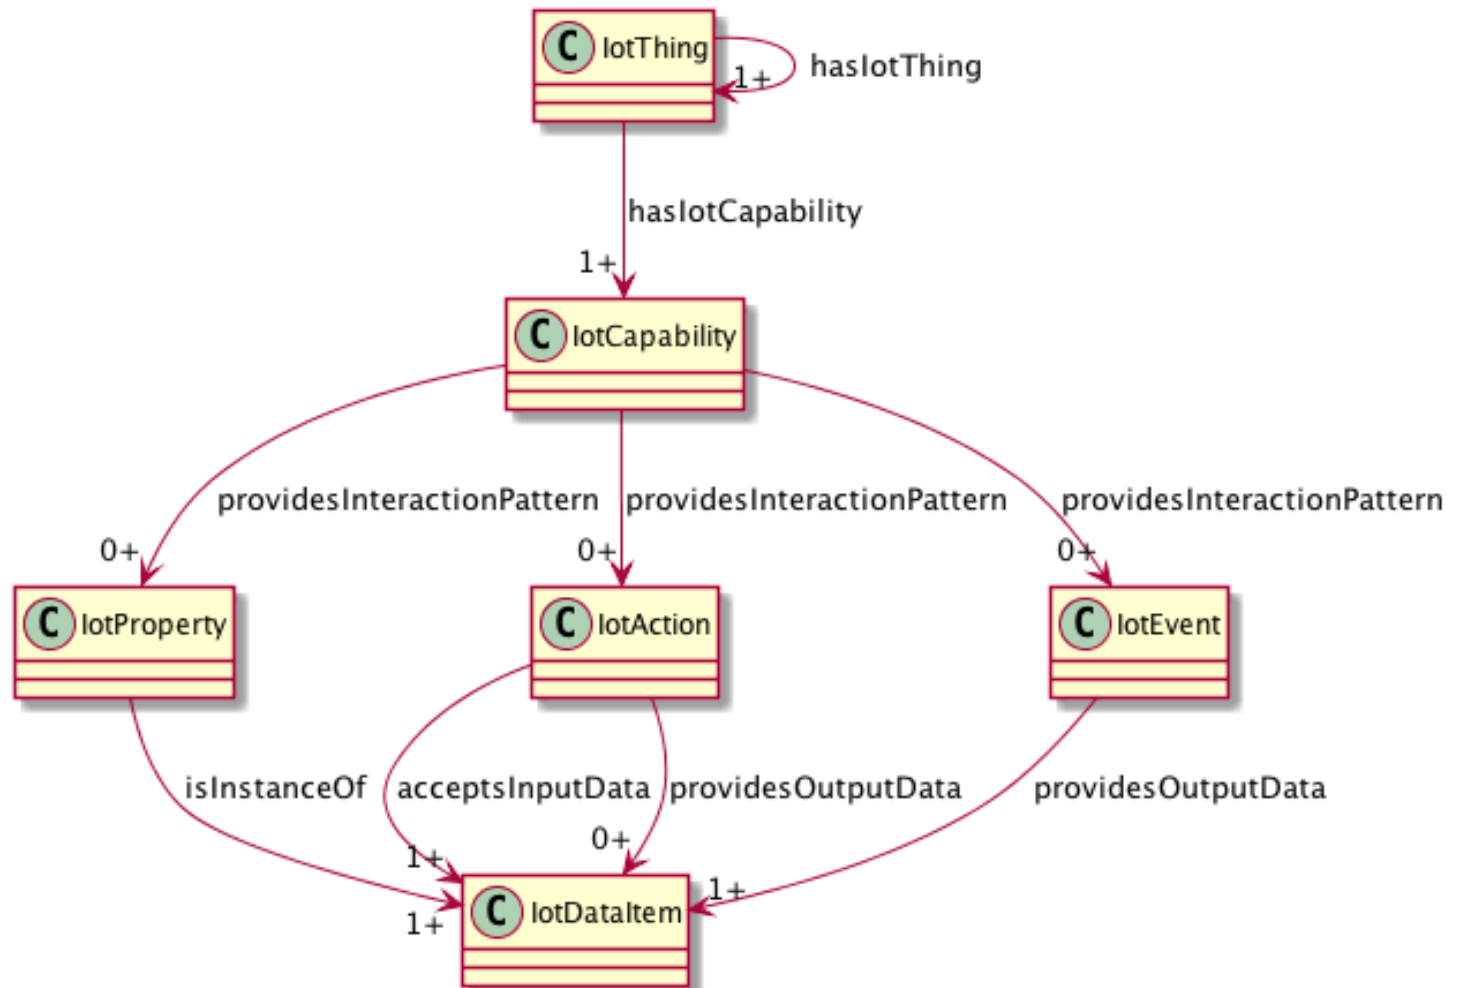 C IotThing
hasIotThing
1+
hasIotCapability
1+
C IotCapability
providesInteractionPattern
providesInteractionPattern
providesInteractionPattern
0+
0+
0+
C IotProperty
C IotAction
C IotEvent
isInstanceOf
acceptsInputData
providesOutputData
providesOutputData
0+
1+
1+
1+
C IotDataItem